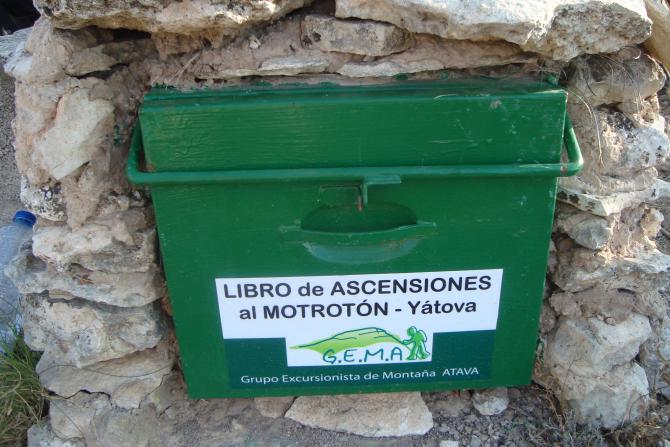 LIBRO de ASCENSIONES
al MOTROTÓN - Yátova
G.E.M.A
Grupo Excursionista de Montaña ATAVA